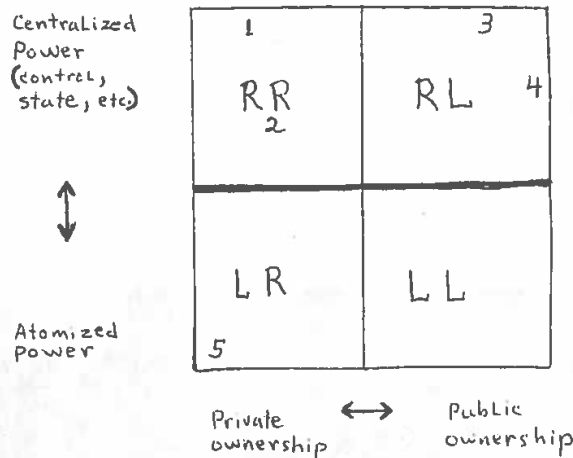 Centralized
Power
(control,
state, etc.)
1
3
RR
RL
4
2
LR
LL
Atomized
power
5
Private
ownership
Public
ownership